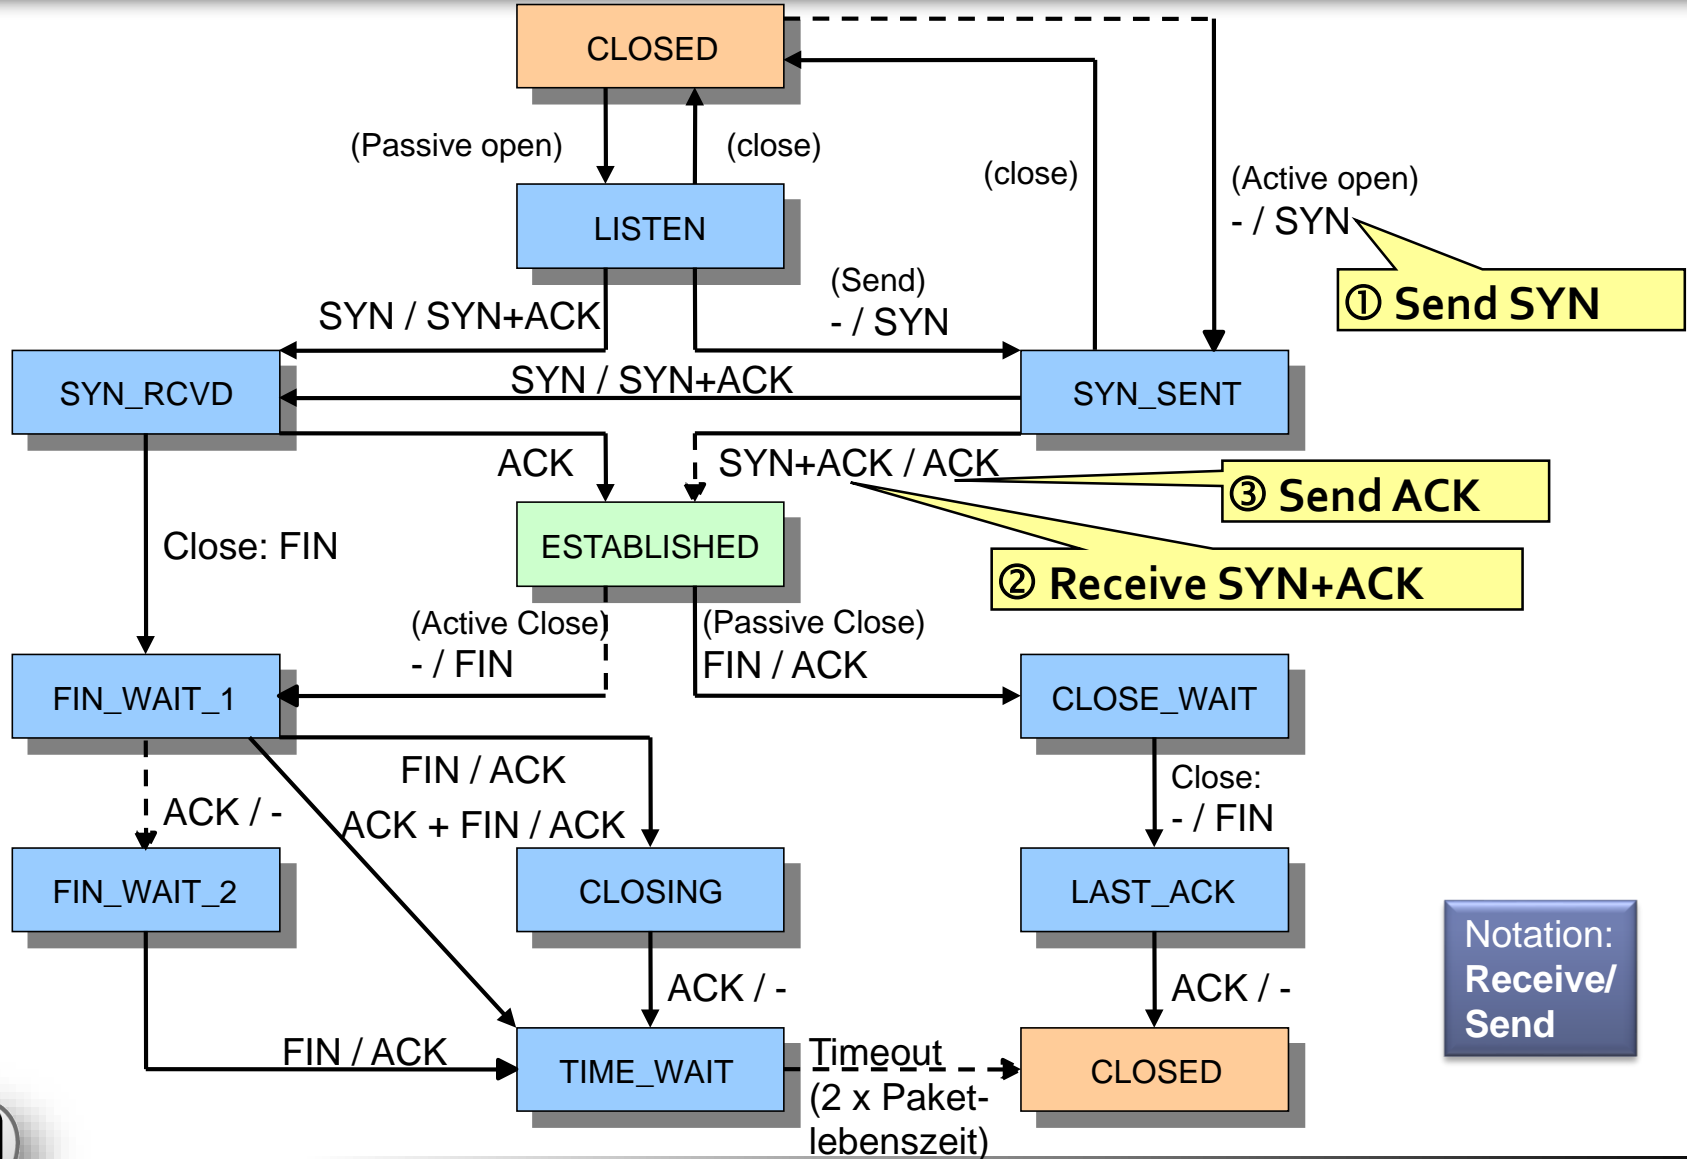 CLOSED
(Passive open)
(close)
(close)
(Active open)
- / SYN
LISTEN
① Send SYN
(Send)
- / SYN
SYN / SYN+ACK
SYN_RCVD
SYN / SYN+ACK
SYN_SENT
ACK
SYN+ACK / ACK
③ Send ACK
Close: FIN
ESTABLISHED
② Receive SYN+ACK
(Active Close)
- / FIN
(Passive Close)
FIN / ACK
FIN_WAIT_1
CLOSE_WAIT
FIN / ACK
Close:
- / FIN
ACK / -
ACK + FIN / ACK
FIN_WAIT_2
CLOSING
LAST_ACK
Notation:
Receive/
Send
ACK / -
ACK / -
FIN / ACK
TIME_WAIT
Timeout
(2 x Paket-
lebenszeit)
CLOSED